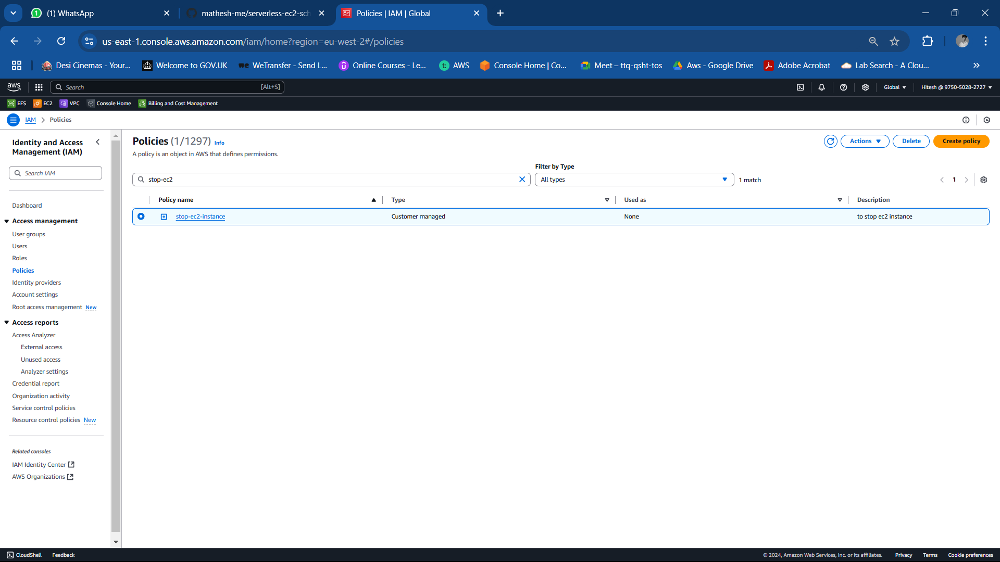 (1) WhatsApp
mathesh-me/serverless-ec2-sch
Policies | IAM | Global
us-east-1.console.aws.amazon.com/iam/home?region=eu-west-2#/policies
Desi Cinemas - Your...
Welcome to GOV.UK
WeTransfer - Send L...
Online Courses - Le...
AWS
Console Home | Co...
Meet – ttq-qsht-tos
Aws - Google Drive
Adobe Acrobat
Lab Search - A Clou...
aws
Search
[Alt+S]
Global
Hitesh @ 9750-5028-2727
EFS
EC2
VPC
Console Home
Billing and Cost Management
IAM
Policies
Identity and Access
Management (IAM)
Search IAM
Dashboard
Access management
User groups
Users
Roles
Policies
Identity providers
Account settings
Root access management New
Access reports
Access Analyzer
External access
Unused access
Analyzer settings
Credential report
Organization activity
Service control policies
Resource control policies New
Related consoles
IAM Identity Center
AWS Organizations
Policies (1/1297) Info
A policy is an object in AWS that defines permissions.
Actions
Delete
Create policy
Filter by Type
stop-ec2
All types
1 match
1
Policy name
Type
Used as
Description
stop-ec2-instance
Customer managed
None
to stop ec2 instance
CloudShell
Feedback
© 2024, Amazon Web Services, Inc. or its affiliates.
Privacy
Terms
Cookie preferences